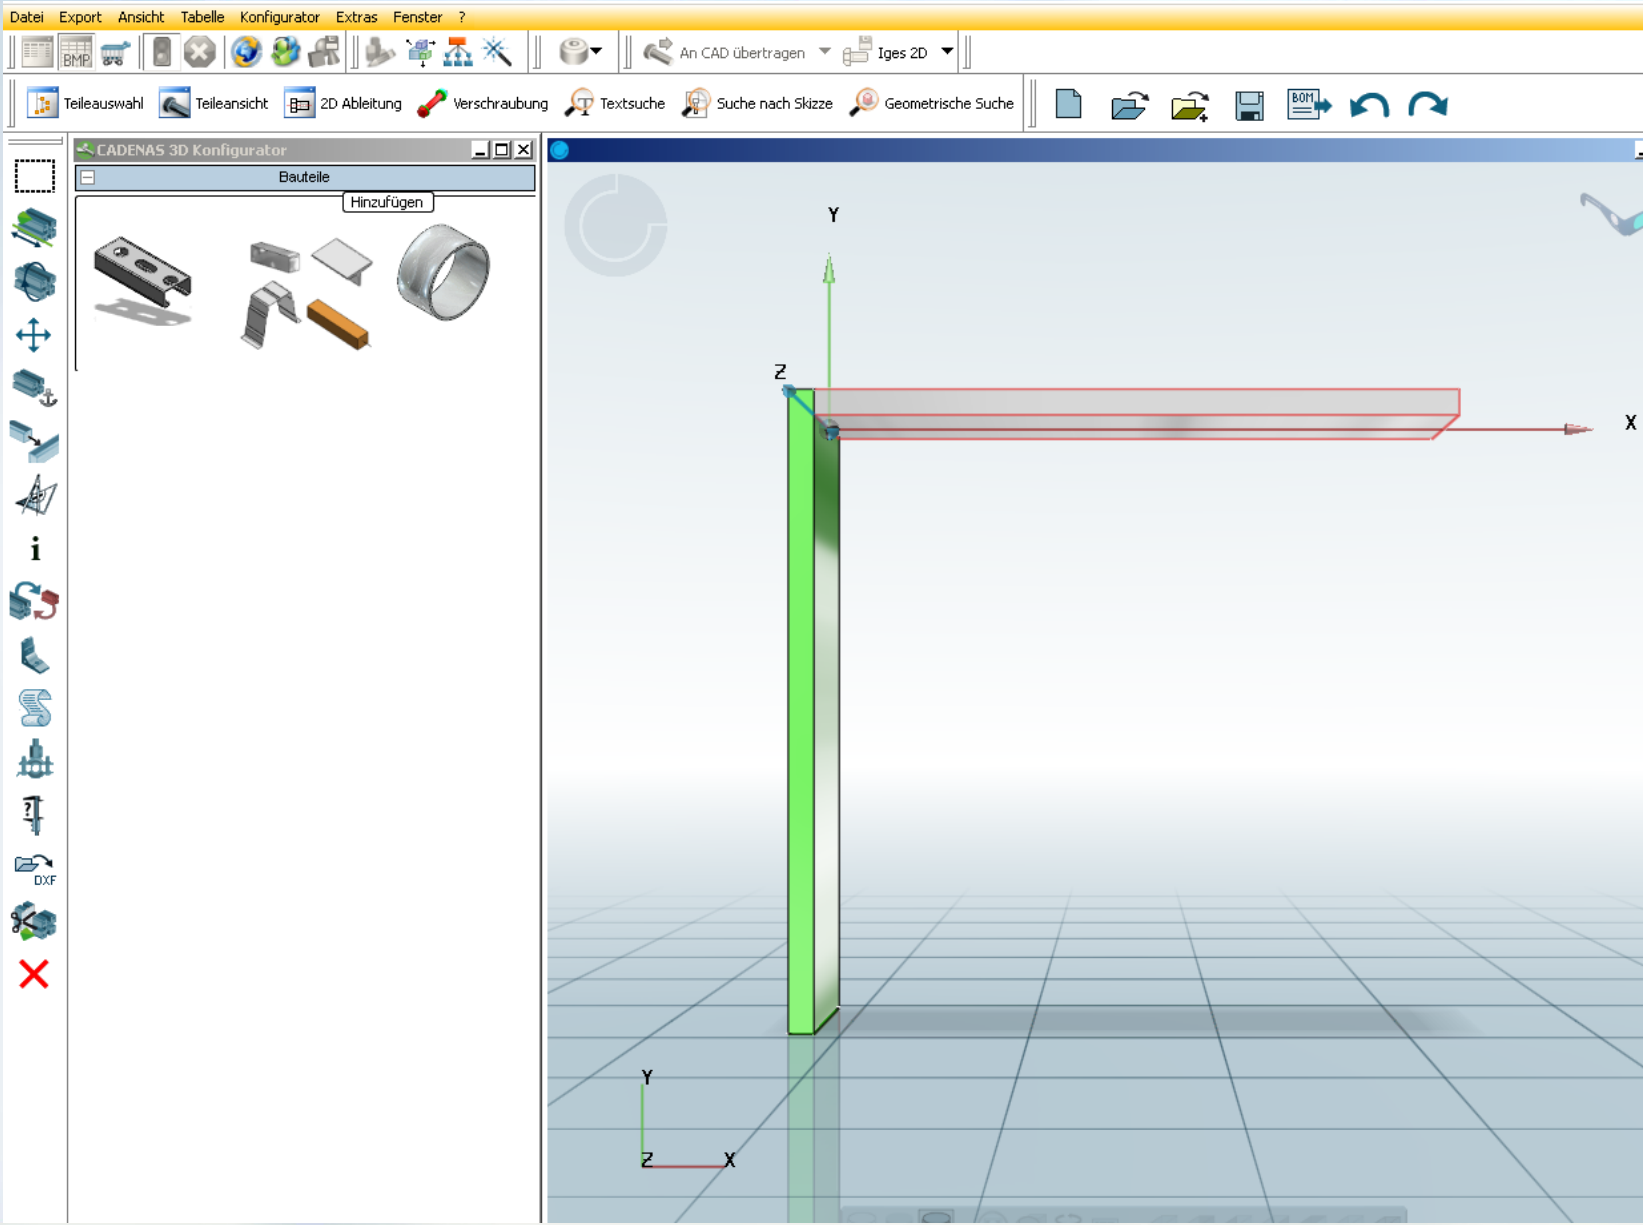 Datei Export Ansicht Tabelle Konfigurator Extras Fenster ?
BMP An CAD übertragen Iges 2D
Teileauswahl Teileansicht 2D Ableitung Verschraubung Textsuche Suche nach Skizze Geometrische Suche BOM
CADENAS 3D Konfigurator
Bauteile
Hinzufügen
Y
Z
X
i
?
DXF
Y
Z X